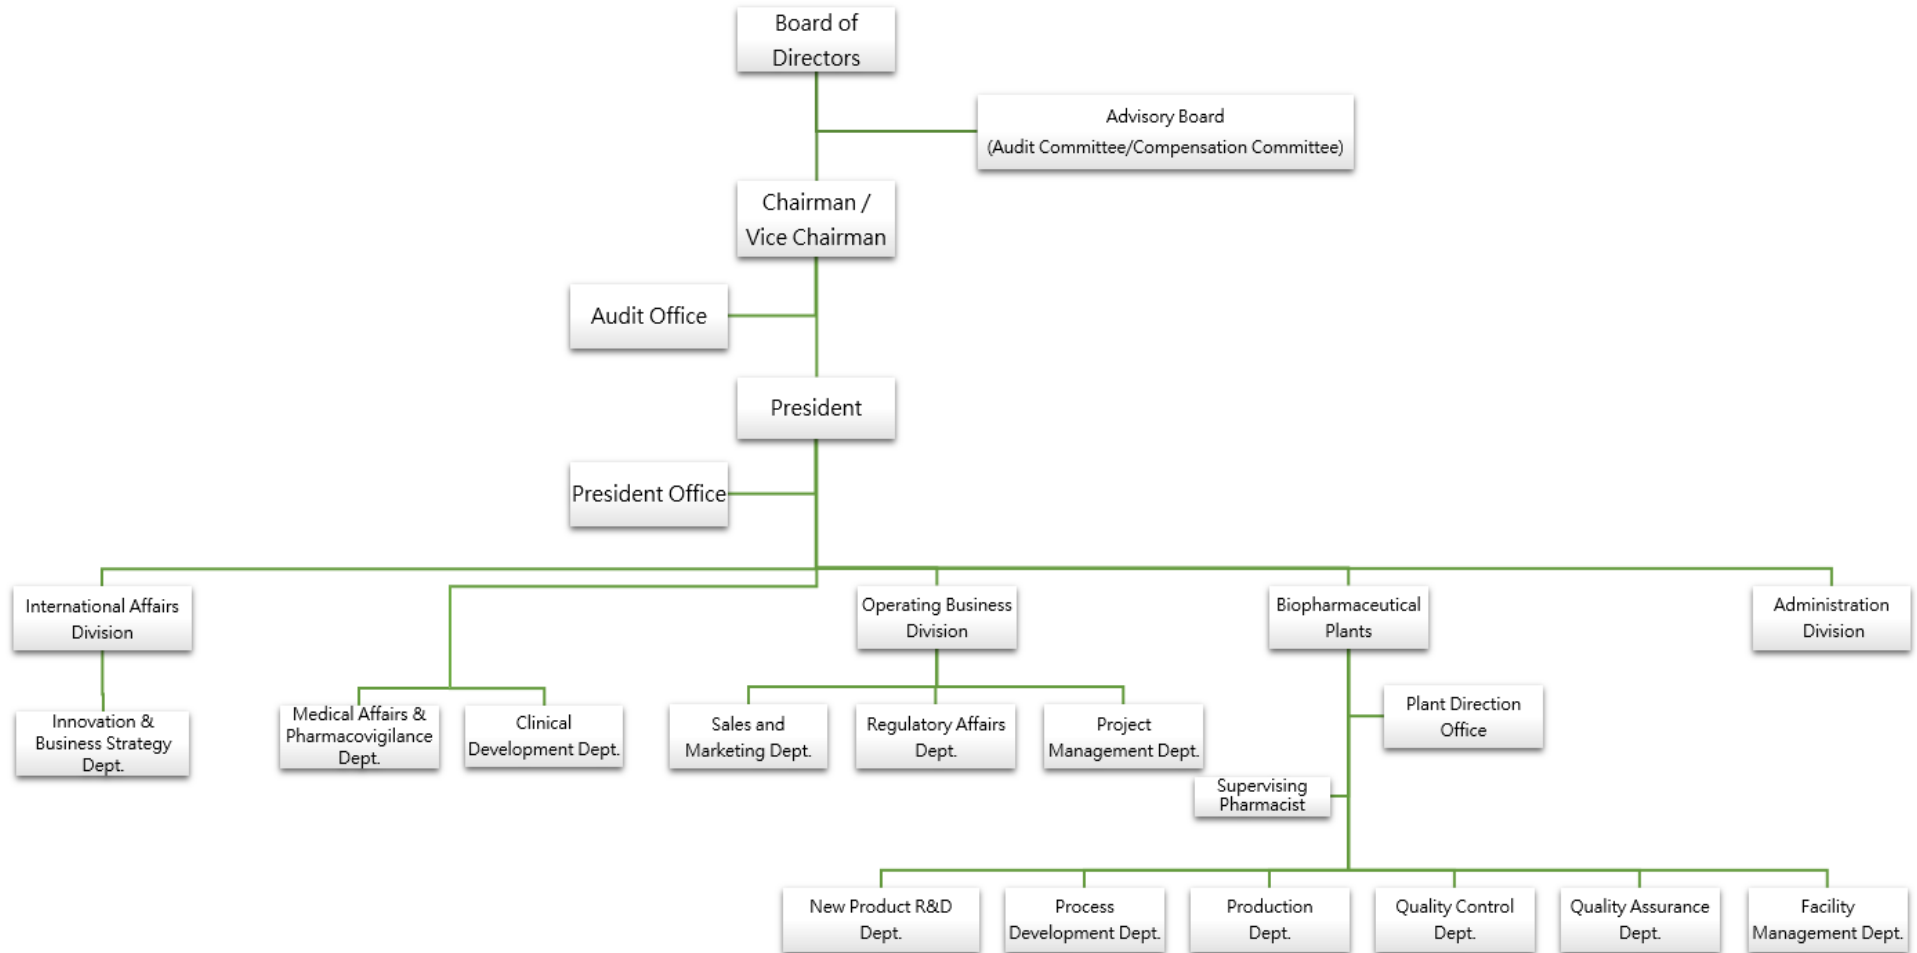 Board of
Directors
Advisory Board
(Audit Committee/Compensation Committee)
Chairman /
Vice Chairman
Audit Office
President
President Office
International Affairs
Division
Operating Business
Division
Biopharmaceutical
Plants
Administration
Division
Innovation &
Business Strategy
Dept.
Medical Affairs &
Pharmacovigilance
Dept.
Clinical
Development Dept.
Sales and
Marketing Dept.
Regulatory Affairs
Dept.
Project
Management Dept.
Plant Direction
Office
Supervising
Pharmacist
New Product R&D
Dept.
Process
Development Dept.
Production
Dept.
Quality Control
Dept.
Quality Assurance
Dept.
Facility
Management Dept.